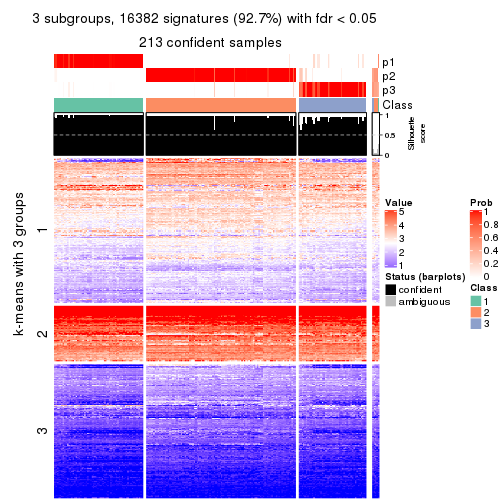 3 subgroups, 16382 signatures (92.7%) with fdr < 0.05
213 confident samples
p1
p2
p3
Class
1
0.5
0
Silhouette
score
k-means with 3 groups
1
2
3
Value
5
4
3
2
1
Status (barplots)
confident
ambiguous
Prob
1
0.8
0.6
0.4
0.2
0
Class
1
2
3